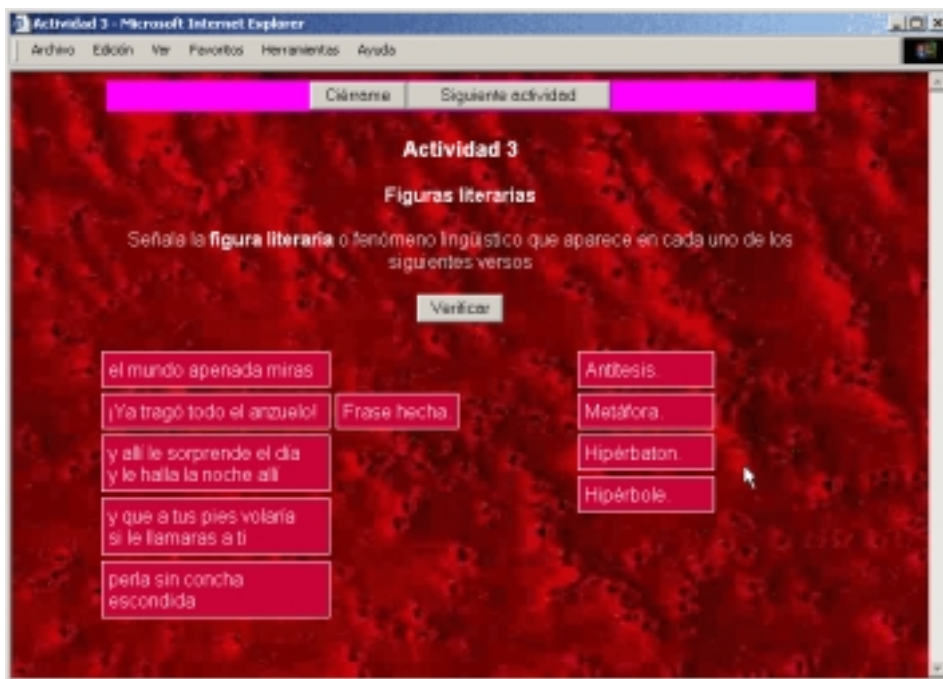 Actividad 3 - Microsoft Internet Explorer
Archivo Edición Ver Favoritos Herramientas Ayuda
Ciérrame Siguiente actividad
Actividad 3
Figuras literarias
Señala la figura literaria o fenómeno lingüístico que aparece en cada uno de los
siguientes versos
Verificar
el mundo apenada miras
¡Ya tragó todo el anzuelo! Frase hecha.
y allí le sorprende el día
y le halla la noche allí
y que a tus pies volaría
si le llamaras a ti
perla sin concha
escondida
Antítesis.
Metáfora.
Hipérbaton.
Hipérbole.